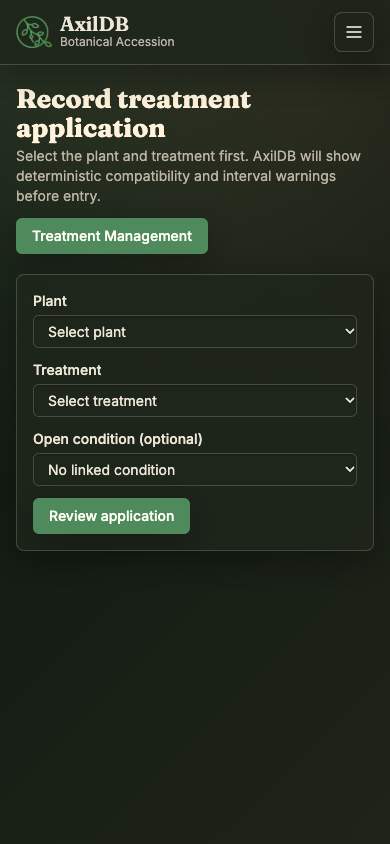 AxilDB
Botanical Accession
Record treatment
application
Select the plant and treatment first. AxilDB will show
deterministic compatibility and interval warnings
before entry.
Treatment Management
Plant
Select plant
Treatment
Select treatment
Open condition (optional)
No linked condition
Review application